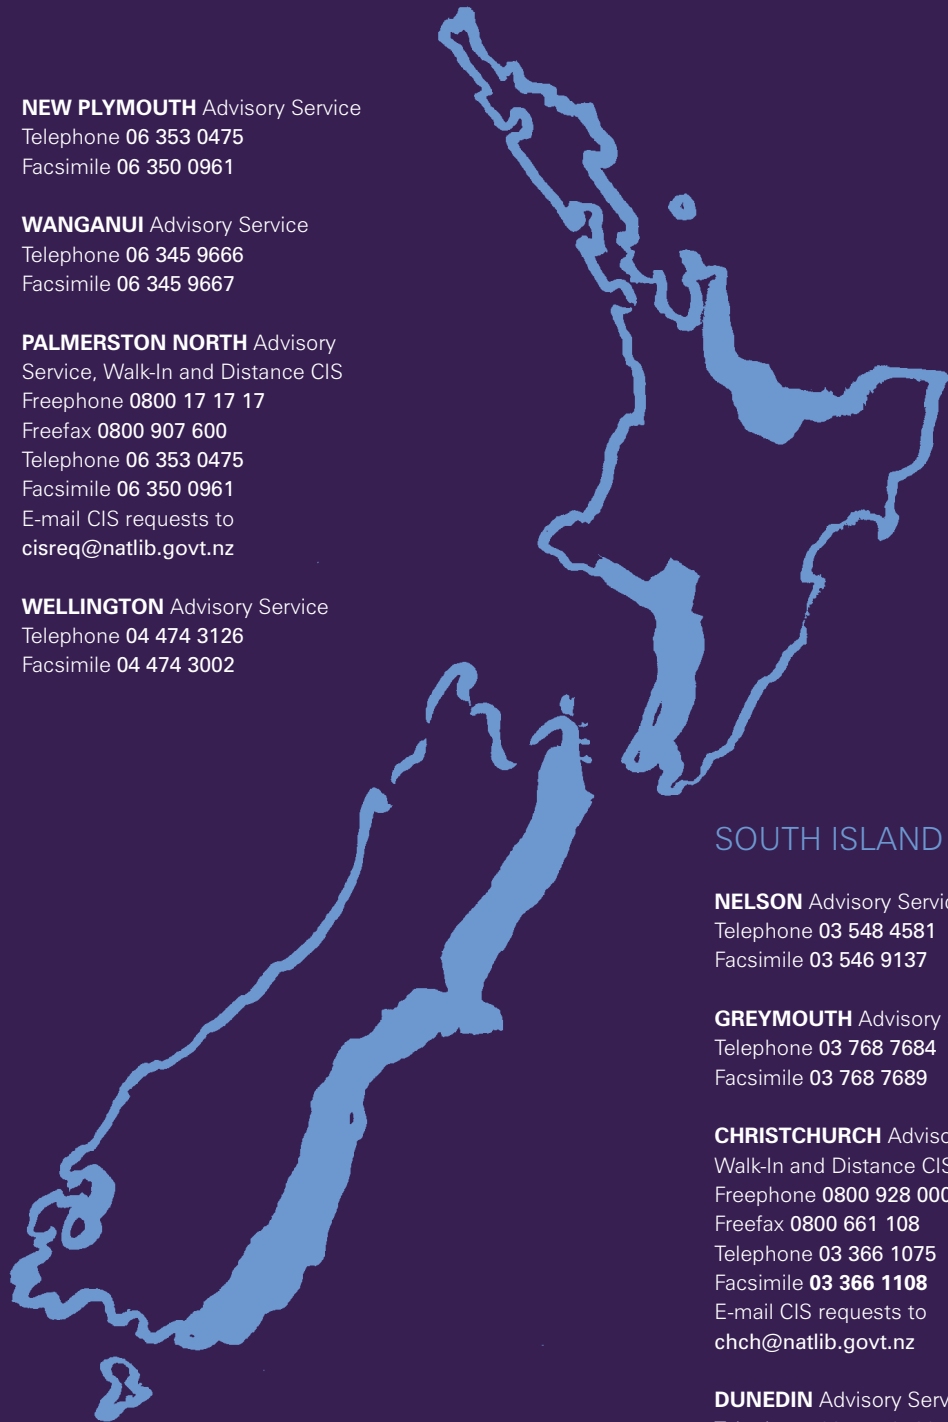 NEW PLYMOUTH Advisory Service
Telephone 06 353 0475
Facsimile 06 350 0961
WANGANUI Advisory Service
Telephone 06 345 9666
Facsimile 06 345 9667
PALMERSTON NORTH Advisory
Service, Walk-In and Distance CIS
Freephone 0800 17 17 17
Freefax 0800 907 600
Telephone 06 353 0475
Facsimile 06 350 0961
E-mail CIS requests to
cisreq@natlib.govt.nz
WELLINGTON Advisory Service
Telephone 04 474 3126
Facsimile 04 474 3002
SOUTH ISLAND
NELSON Advisory
Telephone 03 548 4581
Facsimile 03 546 9137
GREYMOUTH Advisory
Telephone 03 768 7684
Facsimile 03 768 7689
CHRISTCHURCH
Walk-In and Distance CIS
Freephone 0800 928 000
Freefax 0800 661 108
Telephone 03 366 1075
Facsimile 03 366 1108
E-mail CIS requests to
chch@natlib.govt.nz
DUNEDIN Advisory